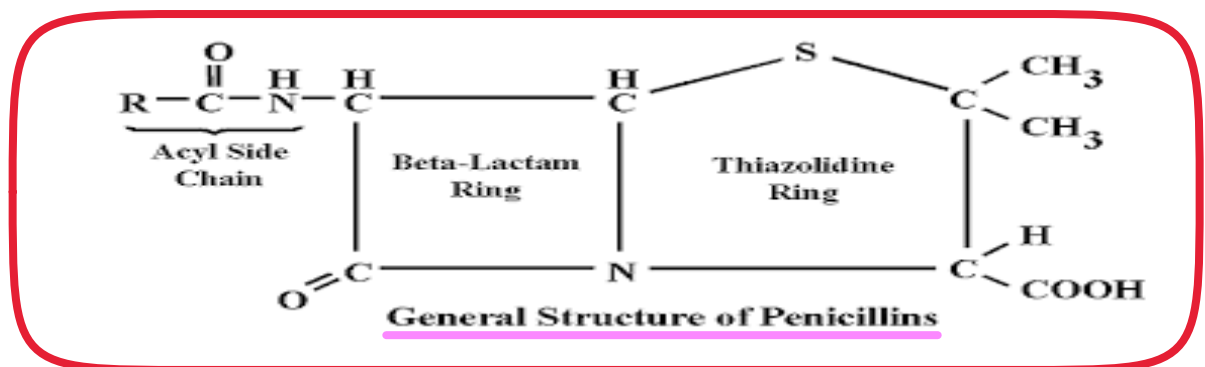 O
H H H S CH3
R C N C C C
CH3
Acyl Side
Chain
Beta-Lactam
Ring
Thiazolidine
Ring
H
C N C
O COOH
General Structure of Penicillins